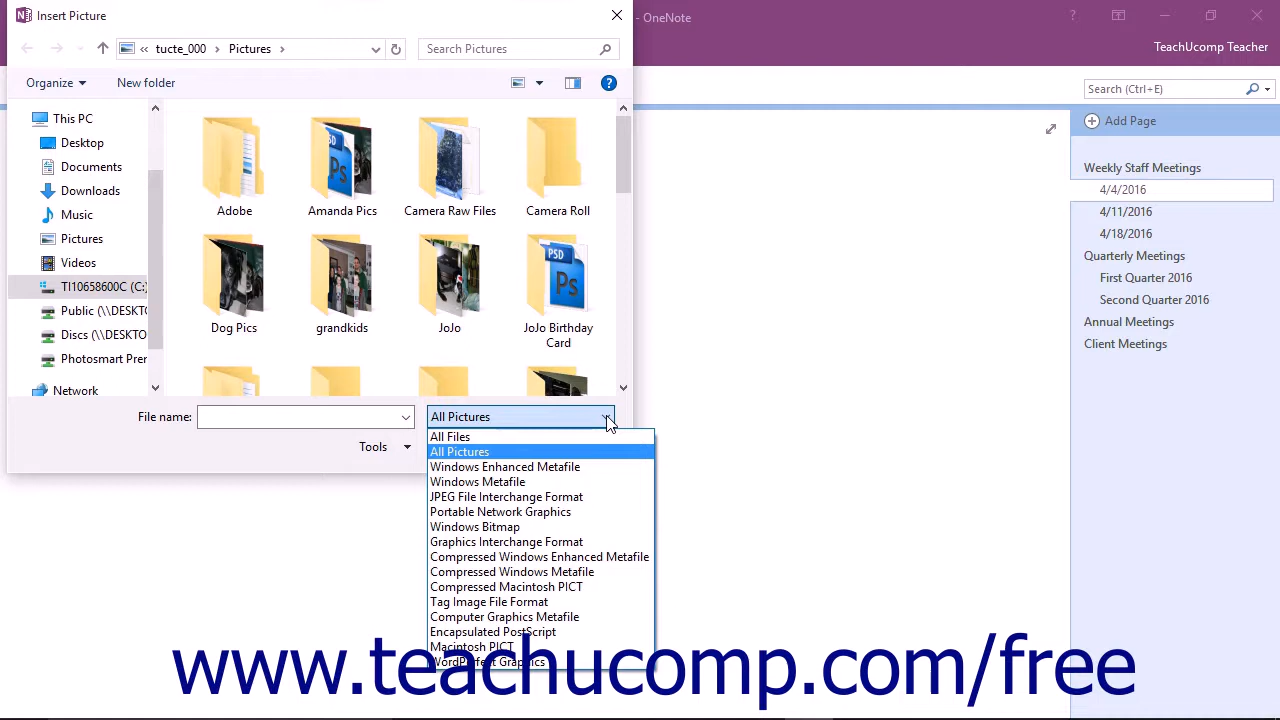 Insert Picture
- OneNote
TeachUcomp Teacher
tucte_000
Pictures
Search Pictures
Organize
New folder
Search (Ctrl+E)
Add Page
This PC
Desktop
Documents
Downloads
Music
Pictures
Videos
TI10658600C (C:
Public (\\DESKTO
Discs (\\DESKTO
Photosmart Prer
Network
Adobe
Amanda Pics
Camera Raw Files
Camera Roll
Dog Pics
grandkids
JoJo
JoJo Birthday
Card
Weekly Staff Meetings
4/4/2016
4/11/2016
4/18/2016
Quarterly Meetings
First Quarter 2016
Second Quarter 2016
Annual Meetings
Client Meetings
File name:
All Pictures
Tools
All Files
All Pictures
Windows Enhanced Metafile
Windows Metafile
JPEG File Interchange Format
Portable Network Graphics
Windows Bitmap
Graphics Interchange Format
Compressed Windows Enhanced Metafile
Compressed Windows Metafile
Compressed Macintosh PICT
Tag Image File Format
Computer Graphics Metafile
Encapsulated PostScript
Macintosh PICT
WordPerfect Graphics
www.teachucomp.com/free